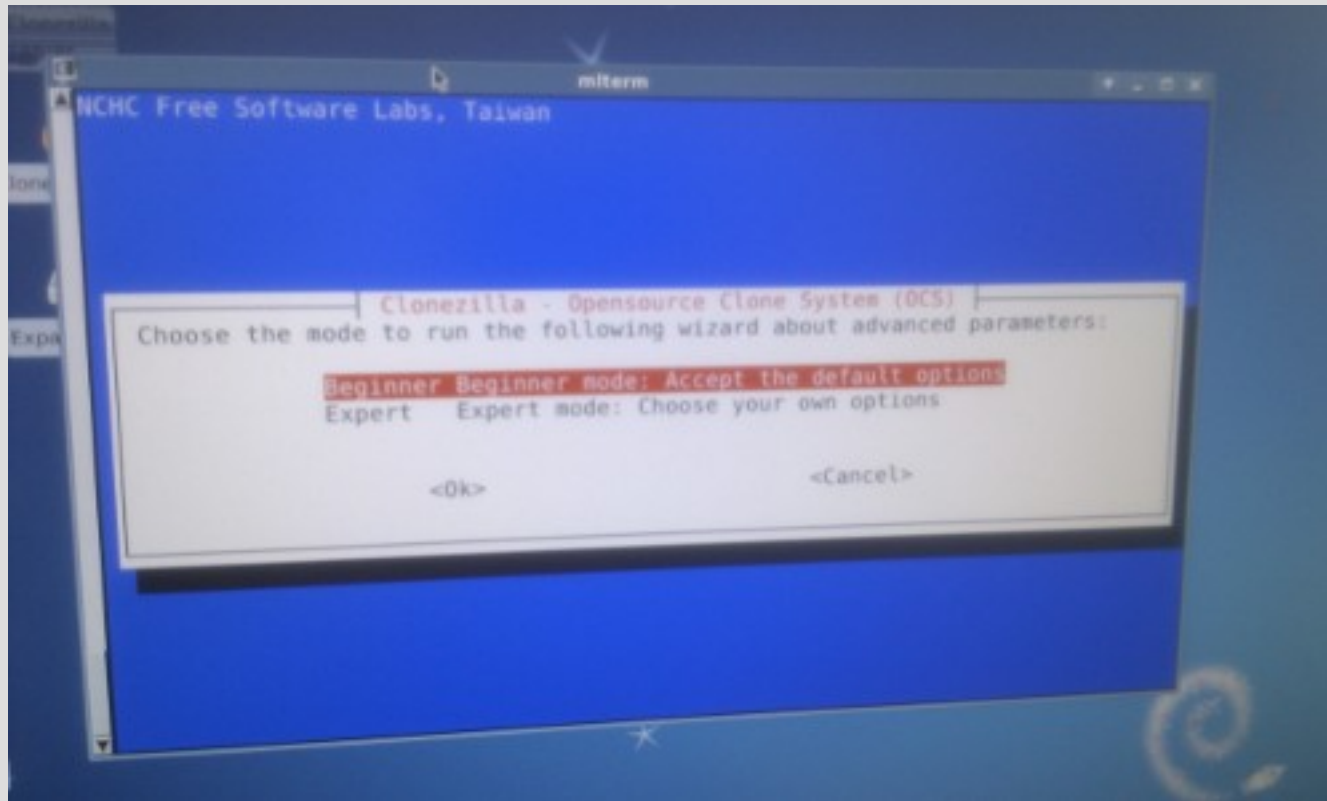 mlterm
NCHC Free Software Labs, Taiwan
Clonezilla - Opensource Clone System (OCS)
Choose the mode to run the following wizard about advanced parameters:
Beginner Beginner mode: Accept the default options
Expert Expert mode: Choose your own options
<Ok> <Cancel>